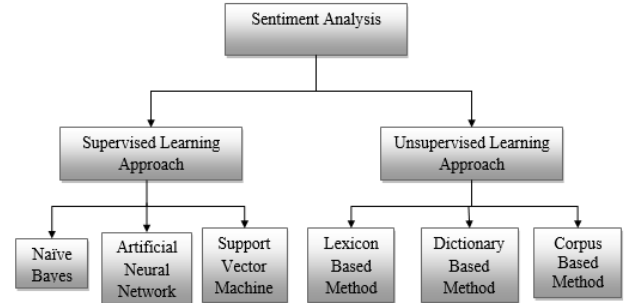 Sentiment Analysis
Supervised Learning
Approach
Unsupervised Learning
Approach
Naïve
Bayes
Artificial
Neural
Network
Support
Vector
Machine
Lexicon
Based
Method
Dictionary
Based
Method
Corpus
Based
Method